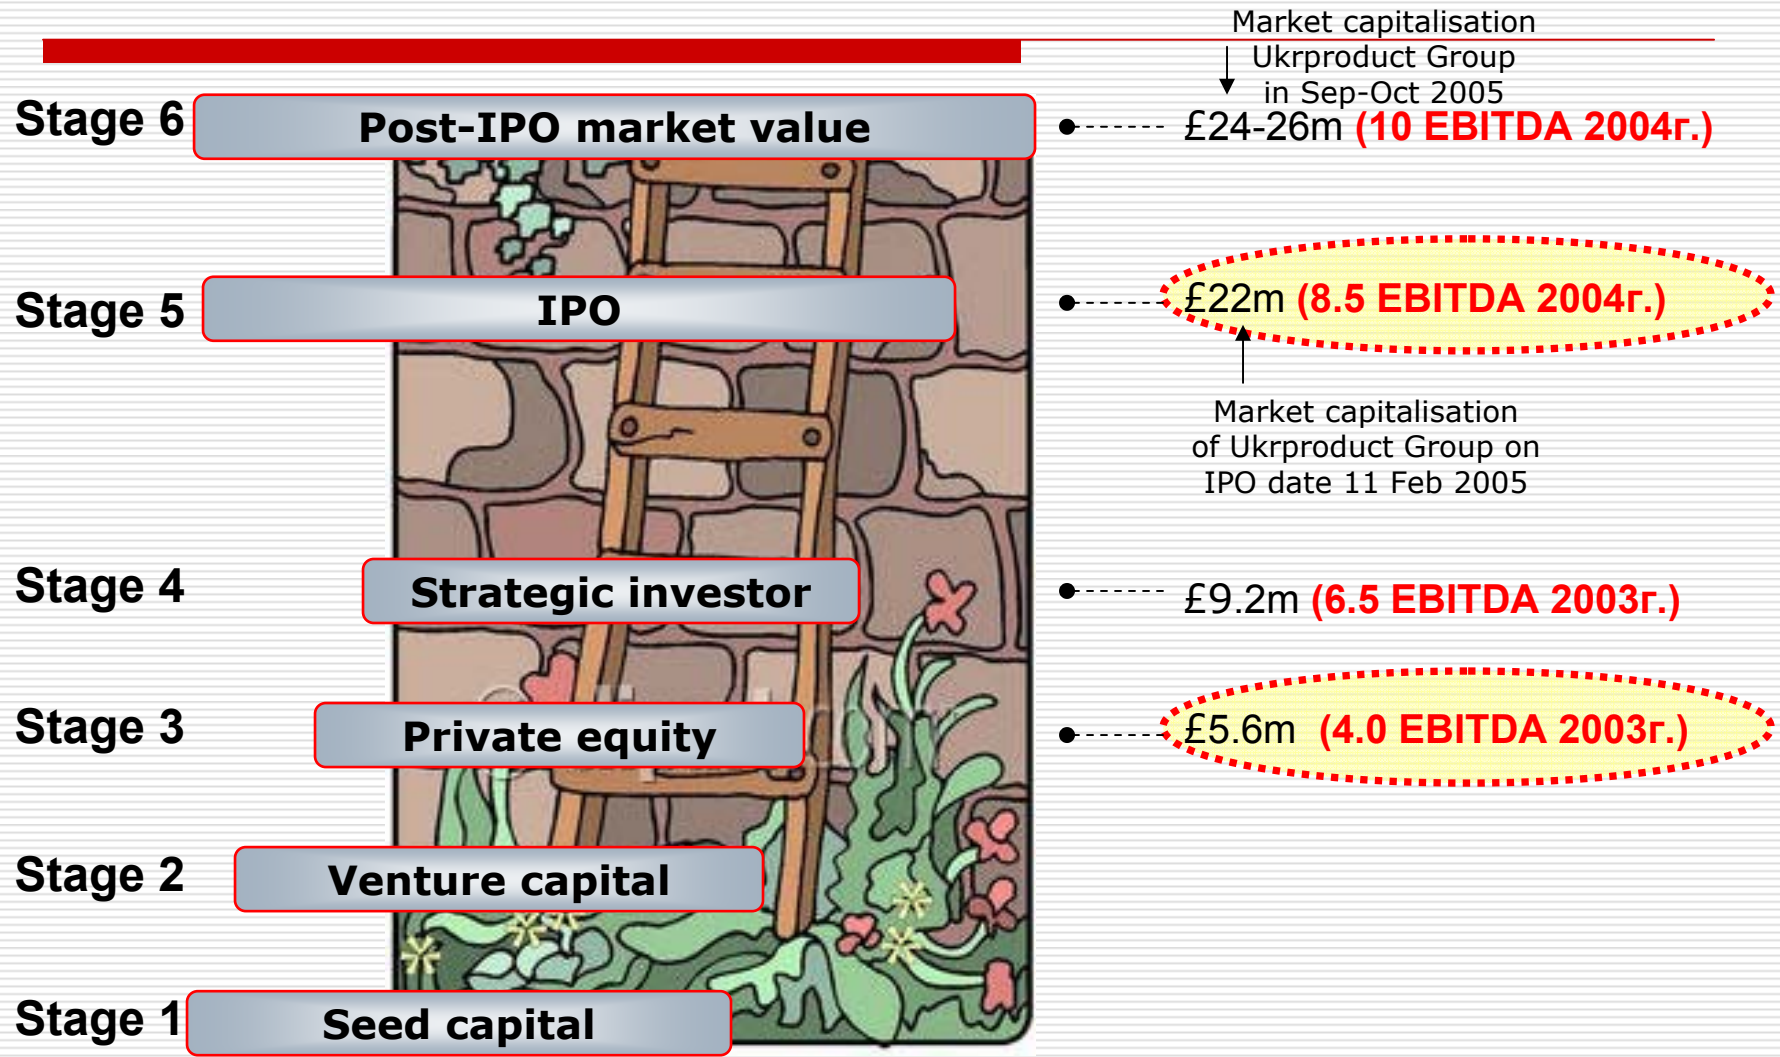 Market capitalisation
Ukrproduct Group
in Sep-Oct 2005
Stage 6
Post-IPO market value
£24-26m (10 EBITDA 2004г.)
Stage 5
IPO
£22m (8.5 EBITDA 2004г.)
Market capitalisation
of Ukrproduct Group on
IPO date 11 Feb 2005
Stage 4
Strategic investor
£9.2m (6.5 EBITDA 2003г.)
Stage 3
Private equity
£5.6m (4.0 EBITDA 2003г.)
Stage 2
Venture capital
Stage 1
Seed capital